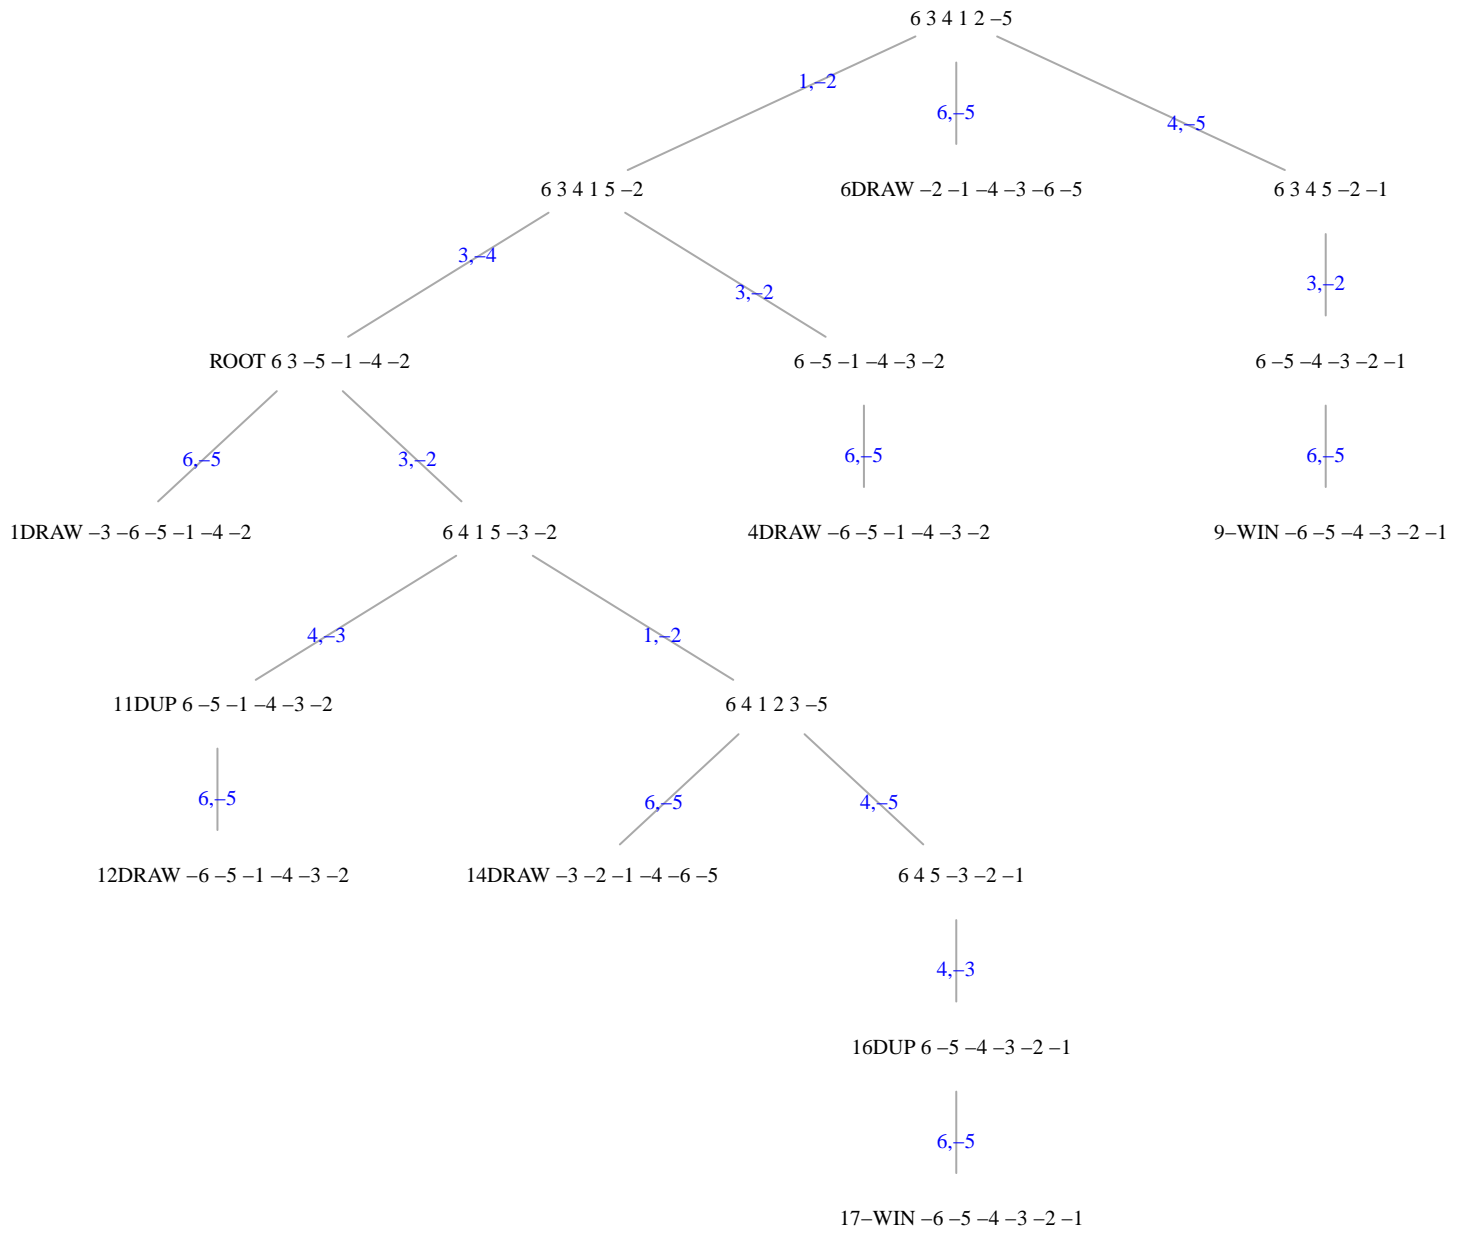 6 3 4 1 2 –5
1,–2
6,–5
4,–5
6 3 4 1 5 –2
6DRAW –2 –1 –4 –3 –6 –5
6 3 4 5 –2 –1
3,–4
3,–2
3,–2
ROOT 6 3 –5 –1 –4 –2
6 –5 –1 –4 –3 –2
6 –5 –4 –3 –2 –1
6,–5
3,–2
6,–5
6,–5
1DRAW –3 –6 –5 –1 –4 –2
6 4 1 5 –3 –2
4DRAW –6 –5 –1 –4 –3 –2
9–WIN –6 –5 –4 –3 –2 –1
4,–3
1,–2
11DUP 6 –5 –1 –4 –3 –2
6 4 1 2 3 –5
6,–5
6,–5
4,–5
12DRAW –6 –5 –1 –4 –3 –2
14DRAW –3 –2 –1 –4 –6 –5
6 4 5 –3 –2 –1
4,–3
16DUP 6 –5 –4 –3 –2 –1
6,–5
17–WIN –6 –5 –4 –3 –2 –1